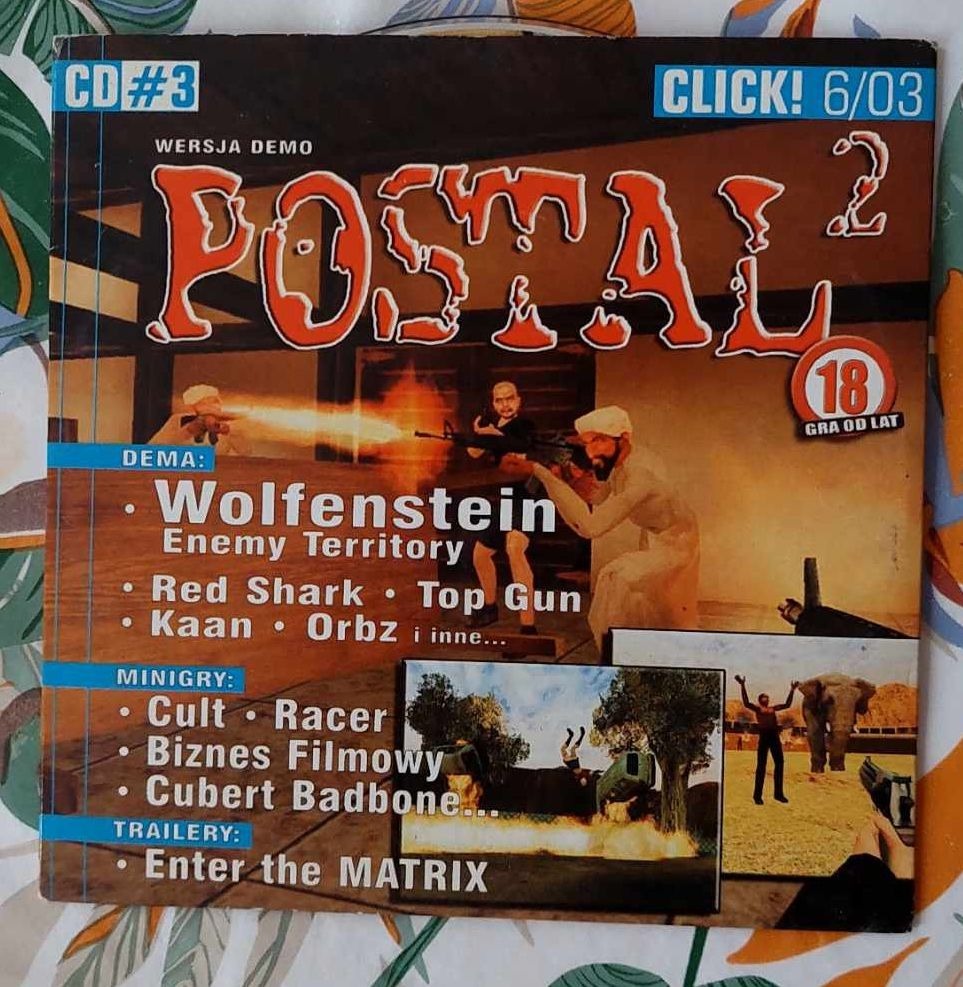 CD #3
CLICK! 6/03
WERSJA DEMO
POSTAL 2
18
GRA OD LAT
DEMA:
• Wolfenstein
Enemy Territory
• Red Shark • Top Gun
• Kaan • Orbz i inne...
MINIGRY:
• Cult • Racer
• Biznes Filmowy
• Cubert Badbone...
TRAILERY:
• Enter the MATRIX